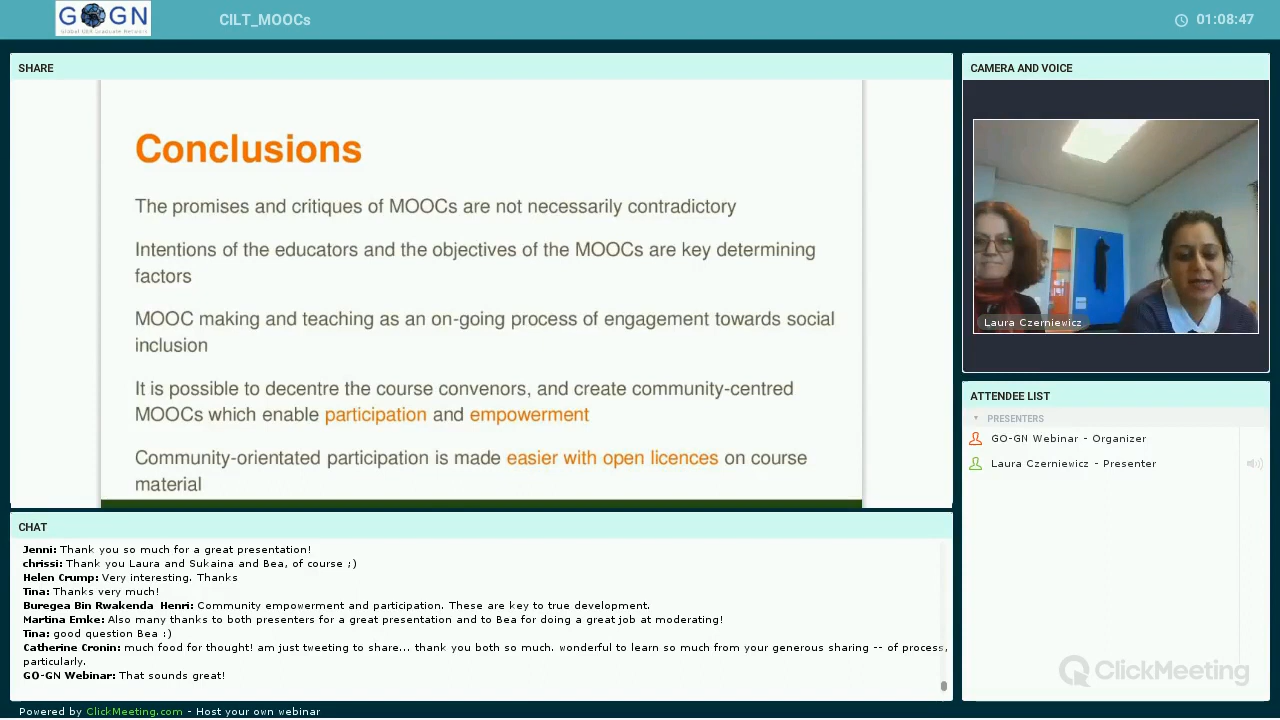 GOGN
Global OER Graduate Network
CILT_MOOCs
01:08:47
SHARE
Conclusions
The promises and critiques of MOOCs are not necessarily contradictory
Intentions of the educators and the objectives of the MOOCs are key determining
factors
MOOC making and teaching as an on-going process of engagement towards social
inclusion
It is possible to decentre the course convenors, and create community-centred
MOOCs which enable participation and empowerment
Community-orientated participation is made easier with open licences on course
material
CAMERA AND VOICE
Laura Czerniewicz
ATTENDEE LIST
PRESENTERS
GO-GN Webinar - Organizer
Laura Czerniewicz - Presenter
CHAT
Jenni: Thank you so much for a great presentation!
chrissi: Thank you Laura and Sukaina and Bea, of course ;)
Helen Crump: Very interesting. Thanks
Tina: Thanks very much!
Buregea Bin Rwakenda Henri: Community empowerment and participation. These are key to true development.
Martina Emke: Also many thanks to both presenters for a great presentation and to Bea for doing a great job at moderating!
Tina: good question Bea :)
Catherine Cronin: much food for thought! am just tweeting to share... thank you both so much. wonderful to learn so much from your generous sharing -- of process,
particularly.
GO-GN Webinar: That sounds great!
ClickMeeting
Powered by ClickMeeting.com - Host your own webinar